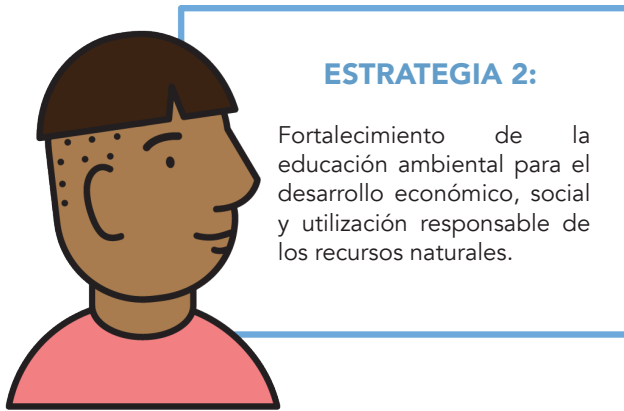 ESTRATEGIA 2:
Fortalecimiento de la
educación ambiental para el
desarrollo económico, social
y utilización responsable de
los recursos naturales.